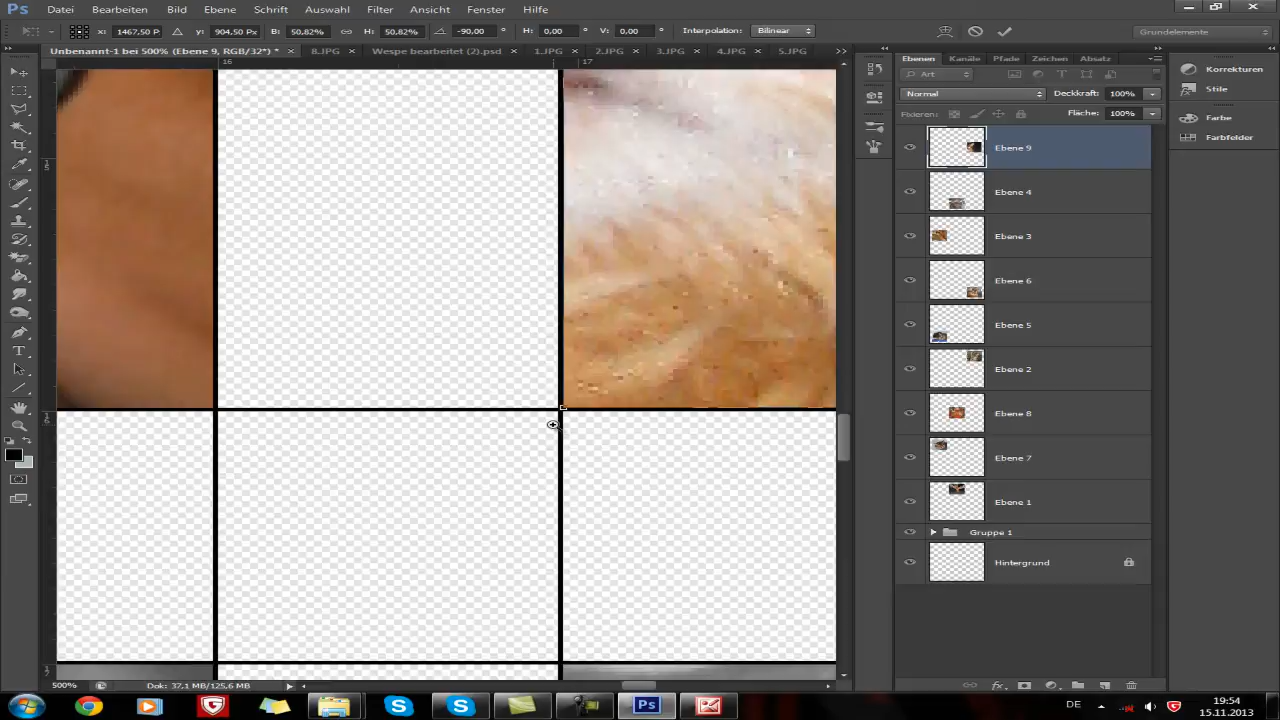 Ps Datei Bearbeiten Bild Ebene Schrift Auswahl Filter Ansicht Fenster Hilfe
X: 1467,50 P Y: 904,50 PX B: 50,82% H: 50,82% -90,00 H: 0,00 V: 0,00 Interpolation: Bilinear Grundelemente
Unbenannt-1 bei 500% (Ebene 9, RGB/32*) * × 8.JPG × Wespe bearbeitet (2).psd × 1.JPG × 2.JPG × 3.JPG × 4.JPG × 5.JPG
16 17
Ebenen Kanäle Pfade Zeichen Absatz
Korrekturen
Art
Stile
Normal Deckkraft: 100%
Fixieren: Fläche: 100%
Farbe
Farbfelder
Ebene 9
Ebene 4
Ebene 3
Ebene 6
Ebene 5
Ebene 2
Ebene 8
Ebene 7
Ebene 1
Gruppe 1
Hintergrund
500% Dok: 37,1 MB/125,6 MB
fx
Ps DE 19:54
15.11.2013